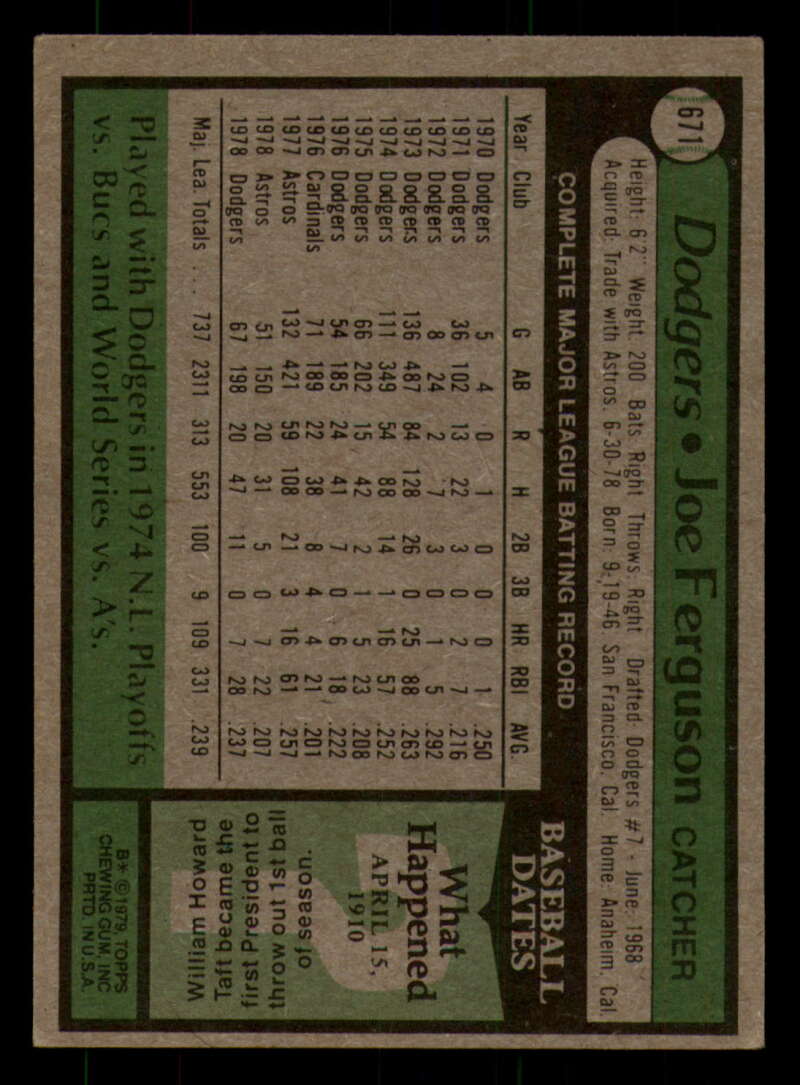 671
Dodgers • Joe Ferguson CATCHER
Height: 6'2" Weight: 200 Bats: Right Throws: Right Drafted: Dodgers #7 - June, 1968
Acquired: Trade with Astros, 6-30-78 Born: 9-19-46 San Francisco, Cal. Home: Anaheim, Cal.
COMPLETE MAJOR LEAGUE BATTING RECORD
Year Club G AB R H 2B 3B HR RBI AVG.
1970 Dodgers 5 4 0 1 0 0 0 1 .250
1971 Dodgers 36 102 13 22 3 0 2 7 .216
1972 Dodgers 8 24 2 7 3 0 1 5 .292
1973 Dodgers 136 487 84 128 26 0 25 88 .263
1974 Dodgers 111 349 54 88 14 1 16 57 .252
1975 Dodgers 66 202 15 42 2 1 5 23 .208
1976 Dodgers 54 185 24 41 7 0 6 18 .222
1976 Cardinals 71 189 22 38 8 4 4 21 .201
1977 Astros 132 421 59 108 21 3 16 61 .257
1978 Astros 51 150 20 31 5 0 7 22 .207
1978 Dodgers 67 198 20 47 11 0 7 28 .237
Maj. Lea. Totals . . . 737 2311 313 553 100 9 109 331 .239
Played with Dodgers in 1974 N.L. Playoffs
vs. Bucs and World Series vs. A's.
BASEBALL
DATES
What
Happened
APRIL 15,
1910
William Howard
Taft became the
first President to
throw out 1st ball
of season.
B* © 1979 TOPPS
CHEWING GUM, INC.
PRTD. IN U.S.A.